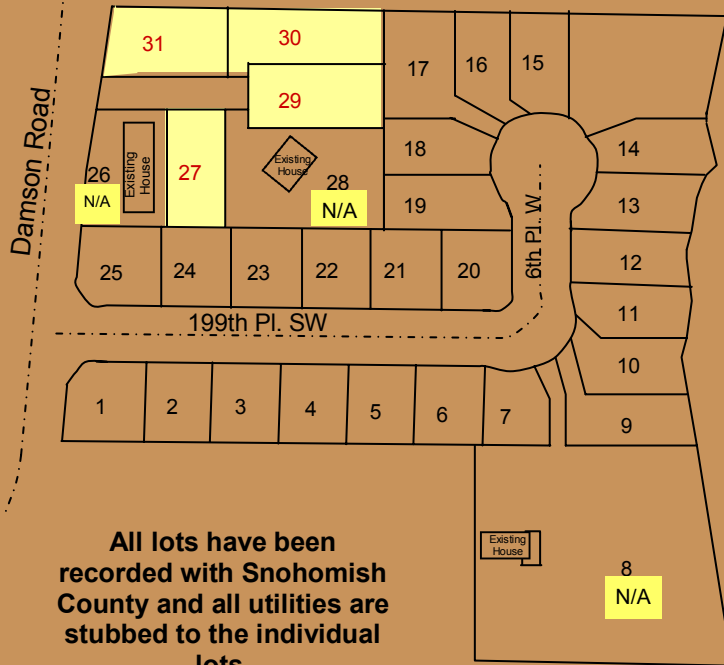 31
30
29
17
16
15
Damson Road
26
N/A
Existing
House
27
Existing
House
28
N/A
18
19
14
13
12
11
10
9
25
24
23
22
21
20
6th Pl. W
199th Pl. SW
1
2
3
4
5
6
7
Existing
House
8
N/A
All lots have been
recorded with Snohomish
County and all utilities are
stubbed to the individual
lots